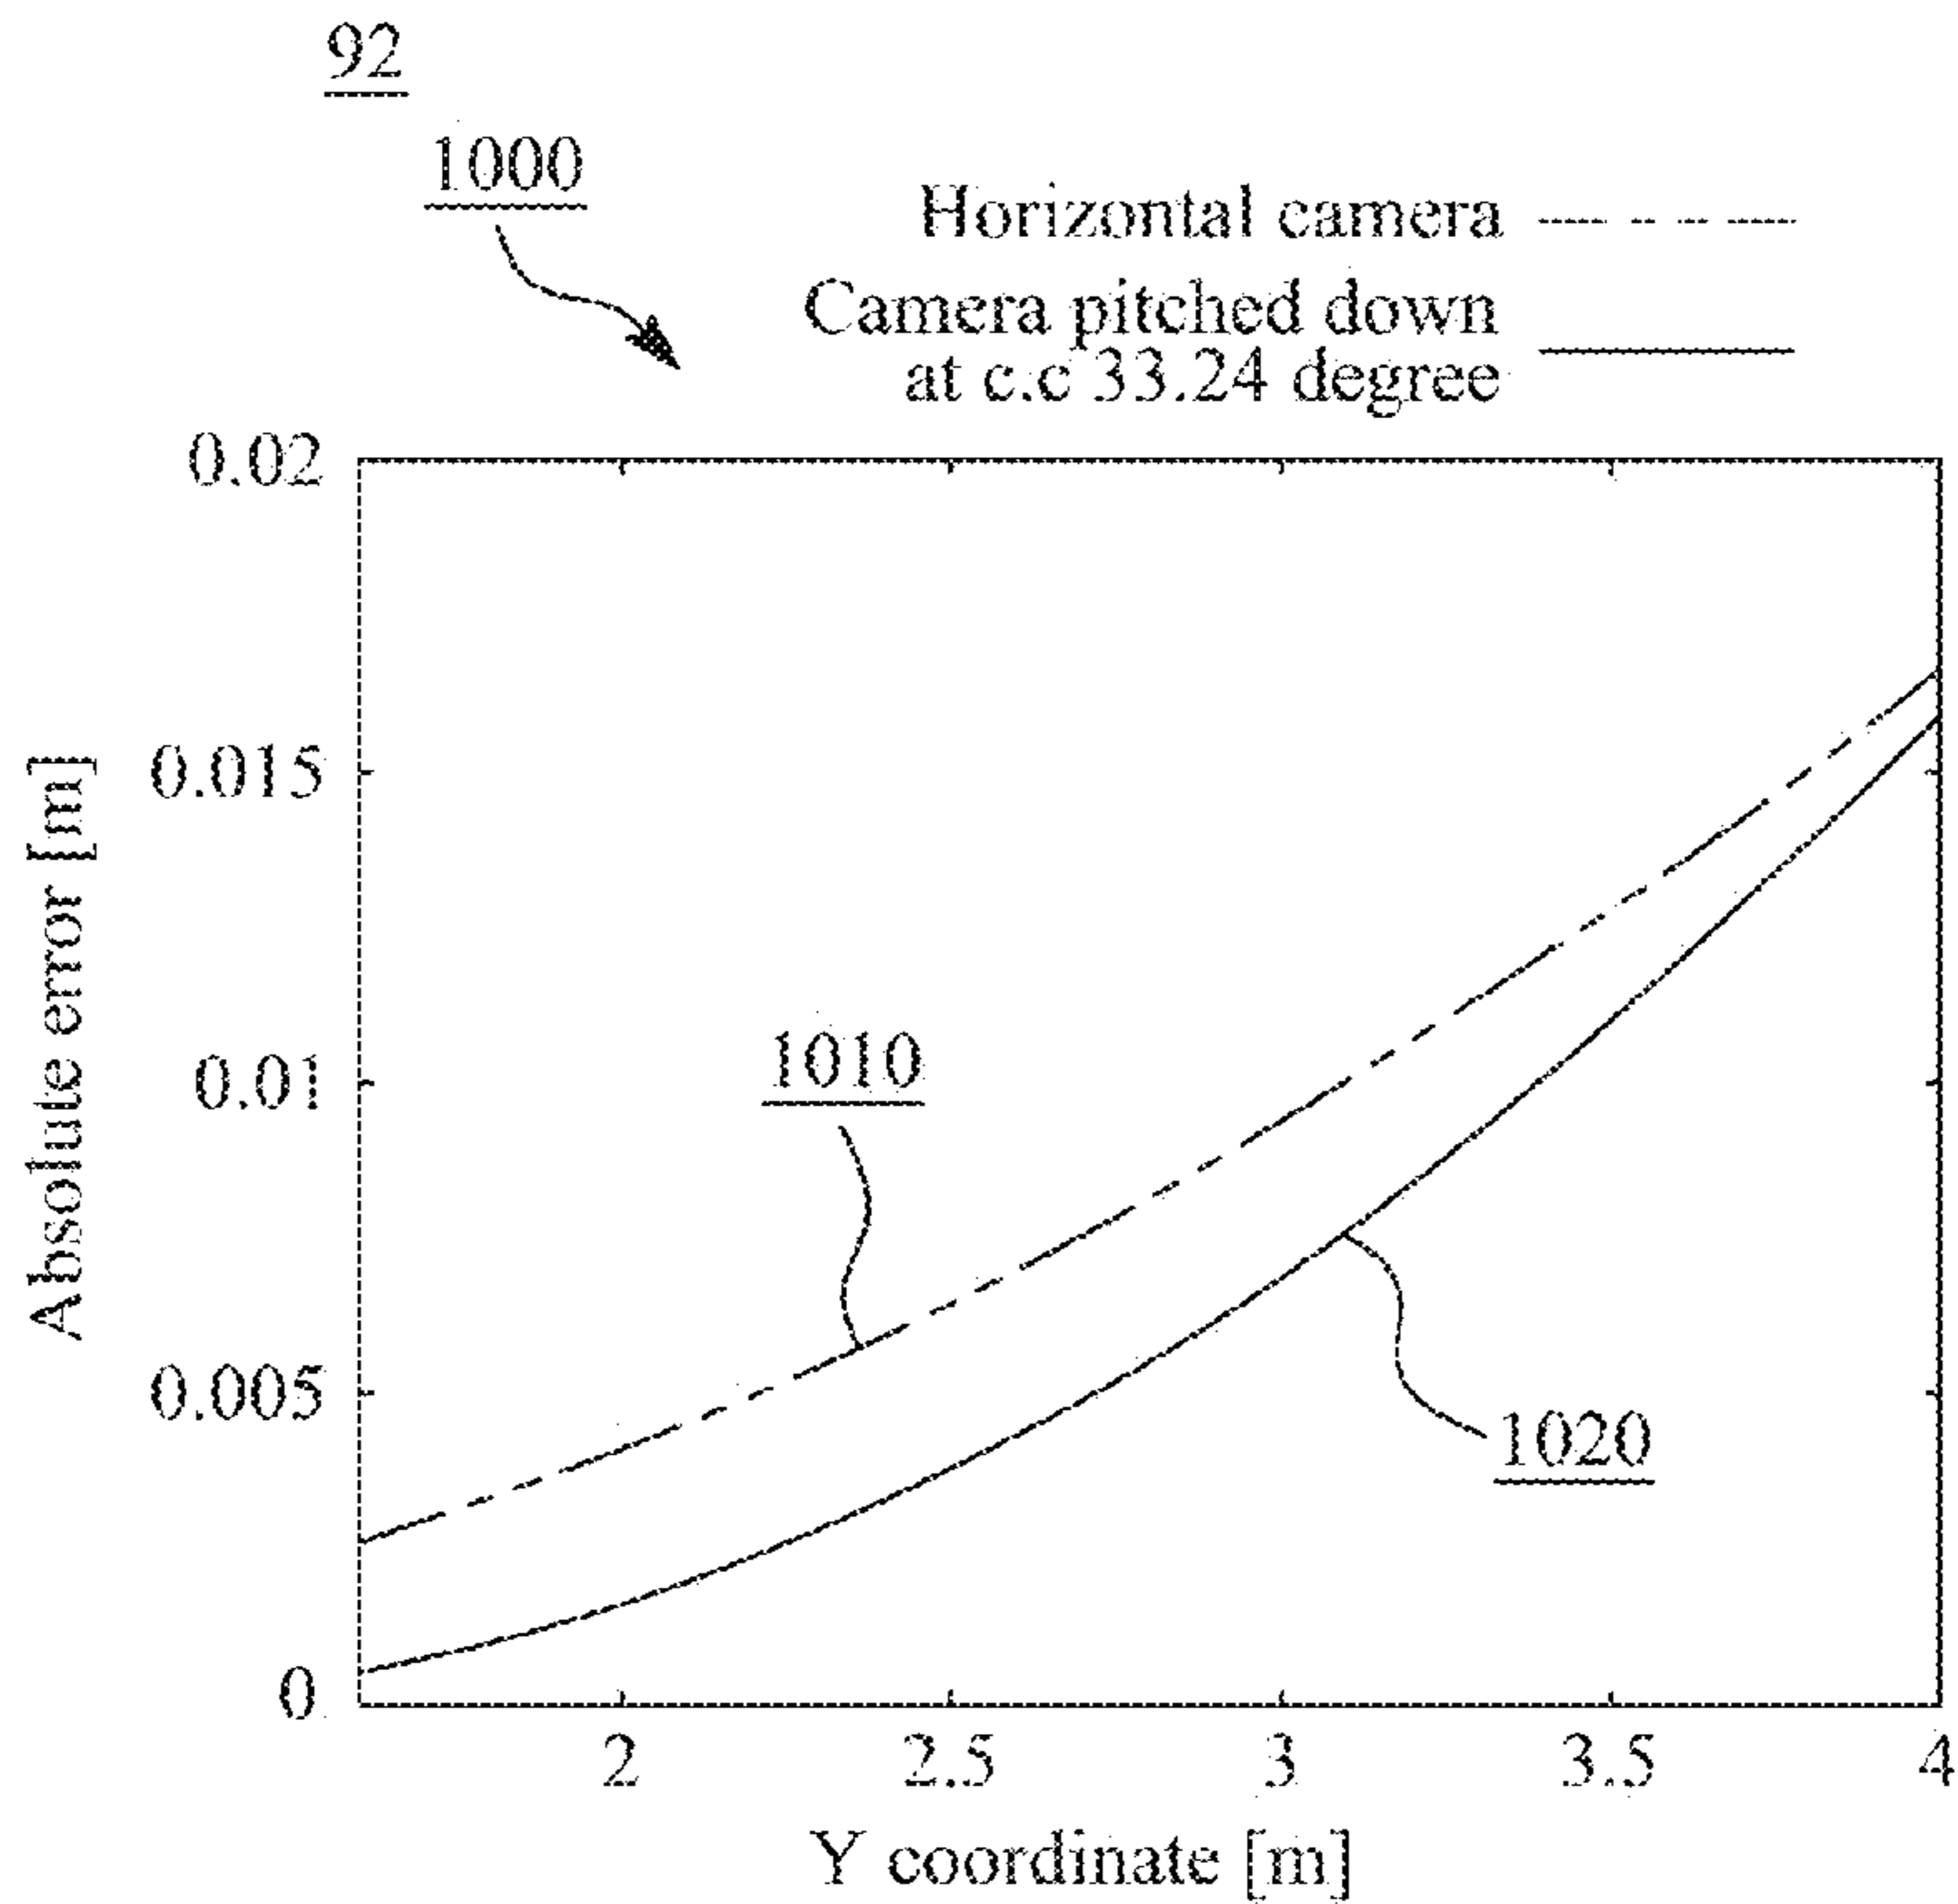 92
1000
Horizontal camera
Camera pitched down
at c.c 33.24 degree
0.02
0.015
0.01
0.005
0
Absolute error [m]
1010
1020
2 2.5 3 3.5 4
Y coordinate [m]